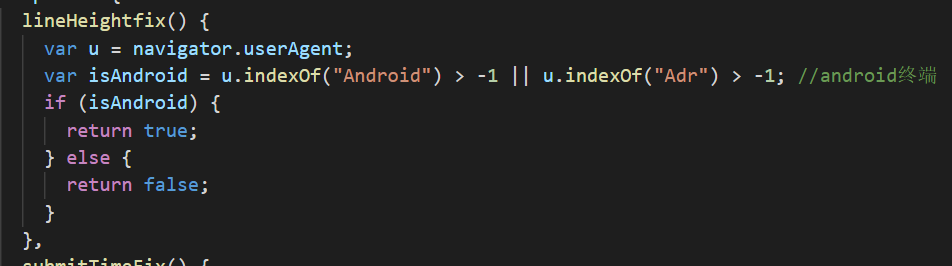 lineHeightfix() {
var u = navigator.userAgent;
var isAndroid = u.indexOf("Android") > -1 || u.indexOf("Adr") > -1; //android终端
if (isAndroid) {
return true;
} else {
return false;
}
},
submitTimeFix() {